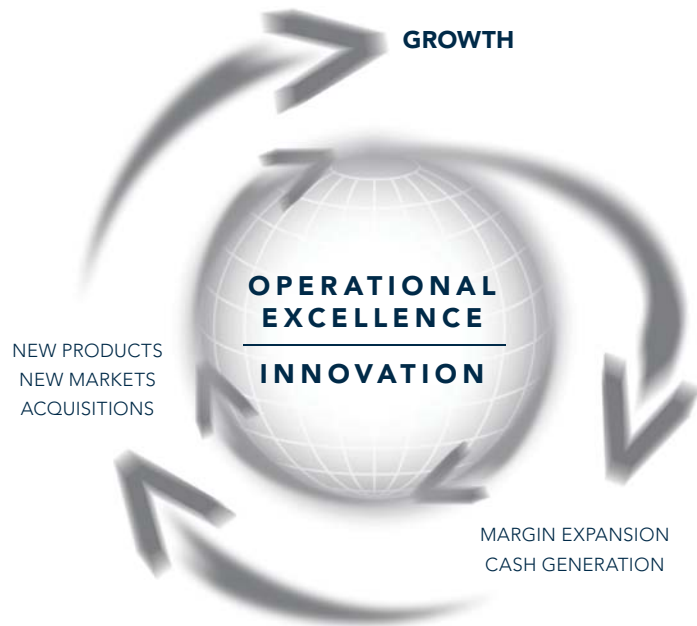 GROWTH
OPERATIONAL
EXCELLENCE
INNOVATION
NEW PRODUCTS
NEW MARKETS
ACQUISITIONS
MARGIN EXPANSION
CASH GENERATION